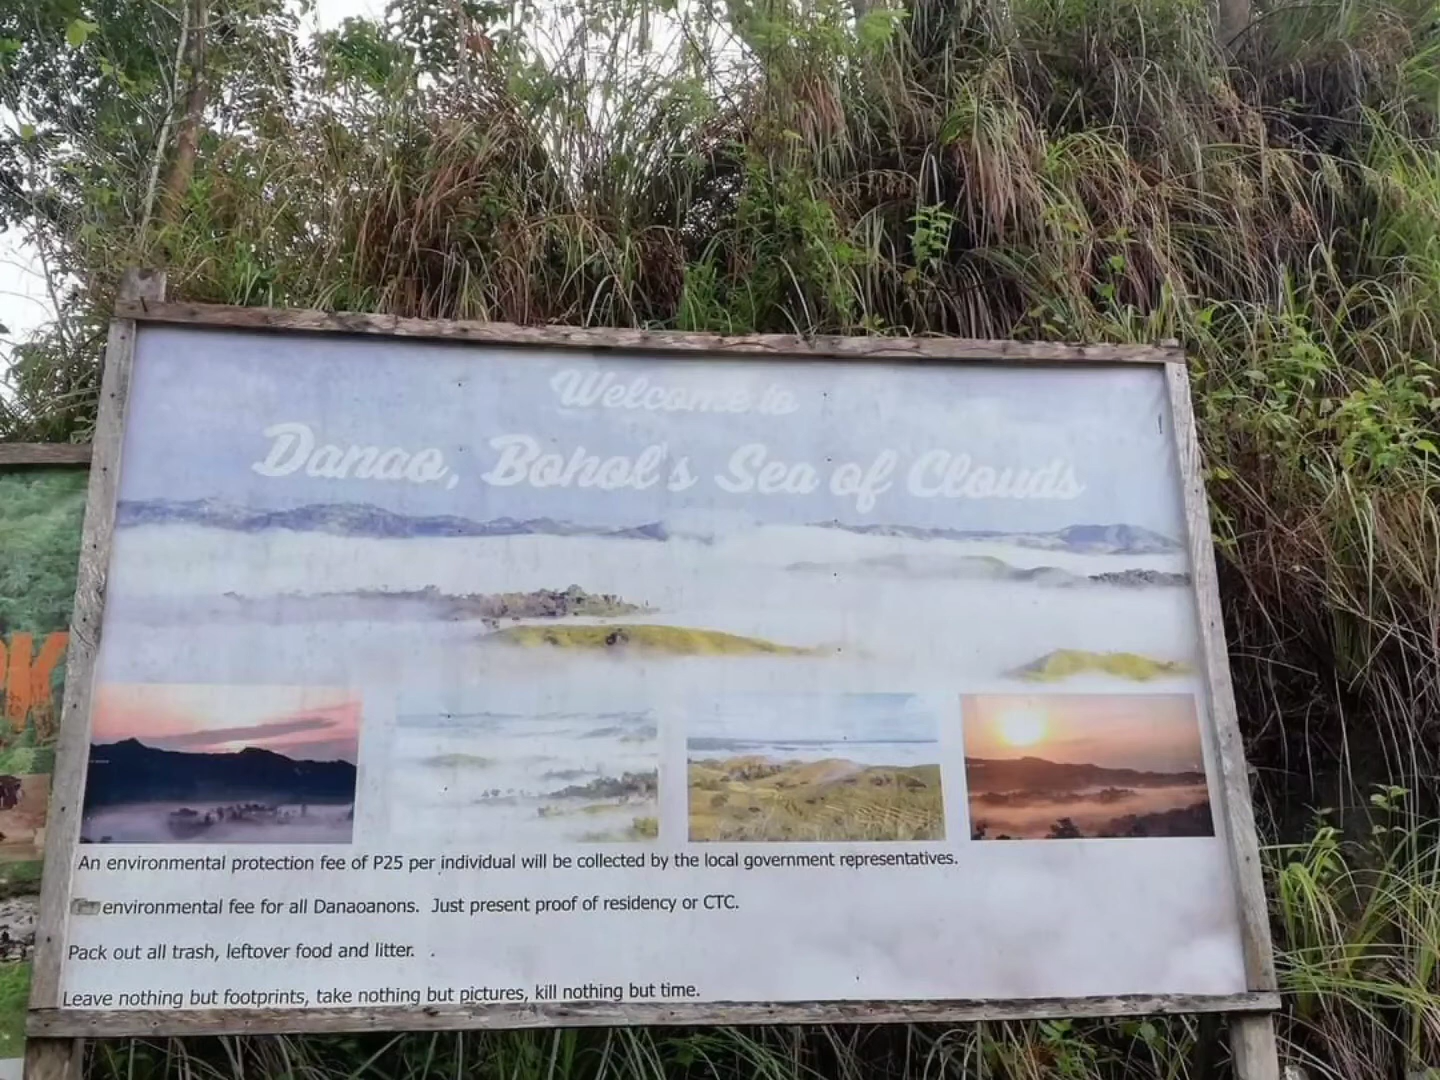 Welcome to
Danao, Bohol's Sea of Clouds
An environmental protection fee of P25 per individual will be collected by the local government representatives.
environmental fee for all Danaoanons. Just present proof of residency or CTC.
Pack out all trash, leftover food and litter. .
Leave nothing but footprints, take nothing but pictures, kill nothing but time.